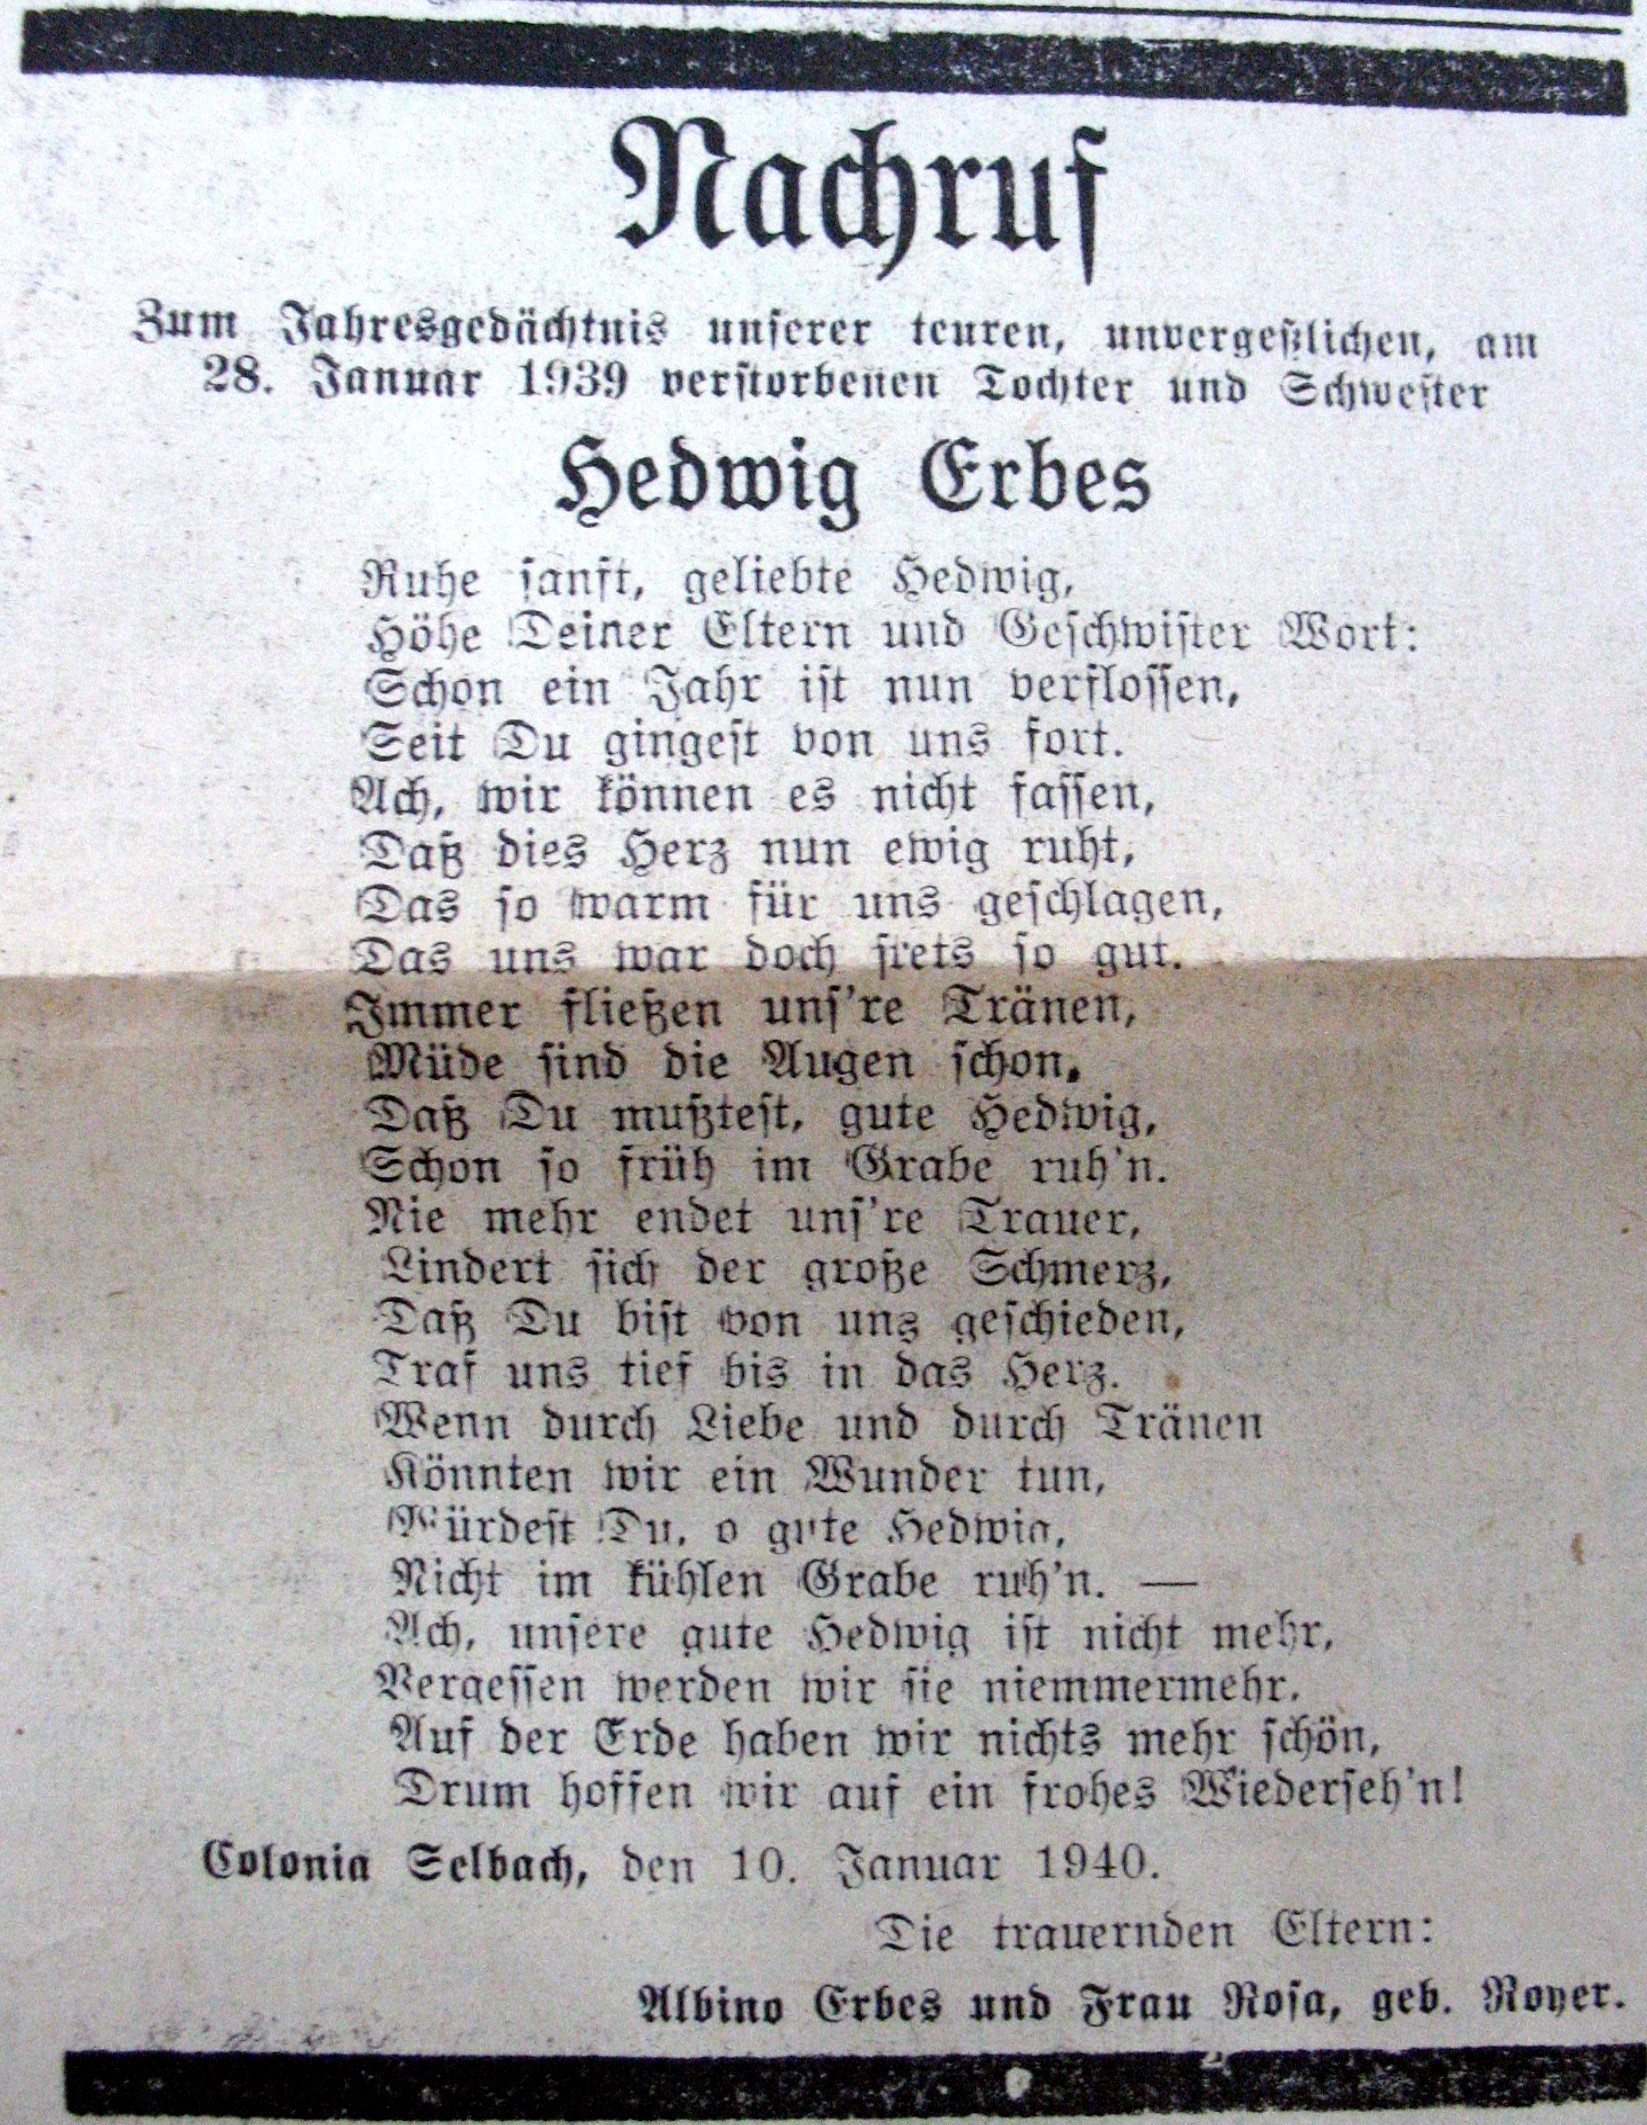 Nachruf
Zum Jahresgedächtnis unserer teuren, unvergeßlichen, am
28. Januar 1939 verstorbenen Tochter und Schwester
Hedwig Erbes
Ruhe sanft, geliebte Hedwig,
Höhe Deiner Eltern und Geschwister Wort:
Schon ein Jahr ist nun verflossen,
Seit Du gingest von uns fort.
Ach, wir können es nicht fassen,
Daß dies Herz nun ewig ruht,
Das so warm für uns geschlagen,
Das uns war doch stets so gut.
Immer fließen uns're Tränen,
Müde sind die Augen schon.
Daß Du mußtest, gute Hedwig,
Schon so früh im Grabe ruh'n.
Nie mehr endet uns're Trauer,
Lindert sich der große Schmerz,
Daß Du bist von uns geschieden,
Traf uns tief bis in das Herz.
Wenn durch Liebe und durch Tränen
Könnten wir ein Wunder tun,
Würdest Du, o gute Hedwig,
Nicht im kühlen Grabe ruh'n. —
Ach, unsere gute Hedwig ist nicht mehr,
Vergessen werden wir sie niemmermehr.
Auf der Erde haben wir nichts mehr schön,
Drum hoffen wir auf ein frohes Wiederseh'n!
Colonia Selbach, den 10. Januar 1940.
Die trauernden Eltern:
Albino Erbes und Frau Rosa, geb. Royer.